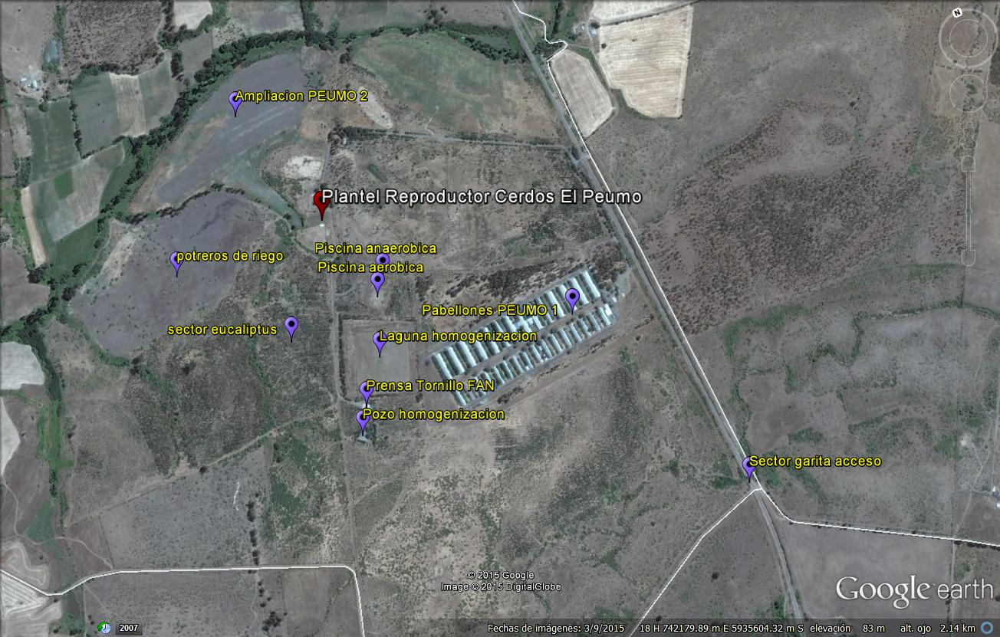 N
Ampliacion PEUMO 2
Plantel Reproductor Cerdos El Peumo
Piscina anaerobica
potreros de riego
Piscina aerobica
Pabellones PEUMO 1
sector eucaliptus
Laguna homogenizacion
Prensa Tornillo FAN
Pozo homogenizacion
Sector garita acceso
© 2015 Google
Image © 2015 DigitalGlobe
Google earth
2007
Fechas de imágenes: 3/9/2015 18 H 742179.89 m E 5935604.32 m S elevación 83 m alt. ojo 2.14 km